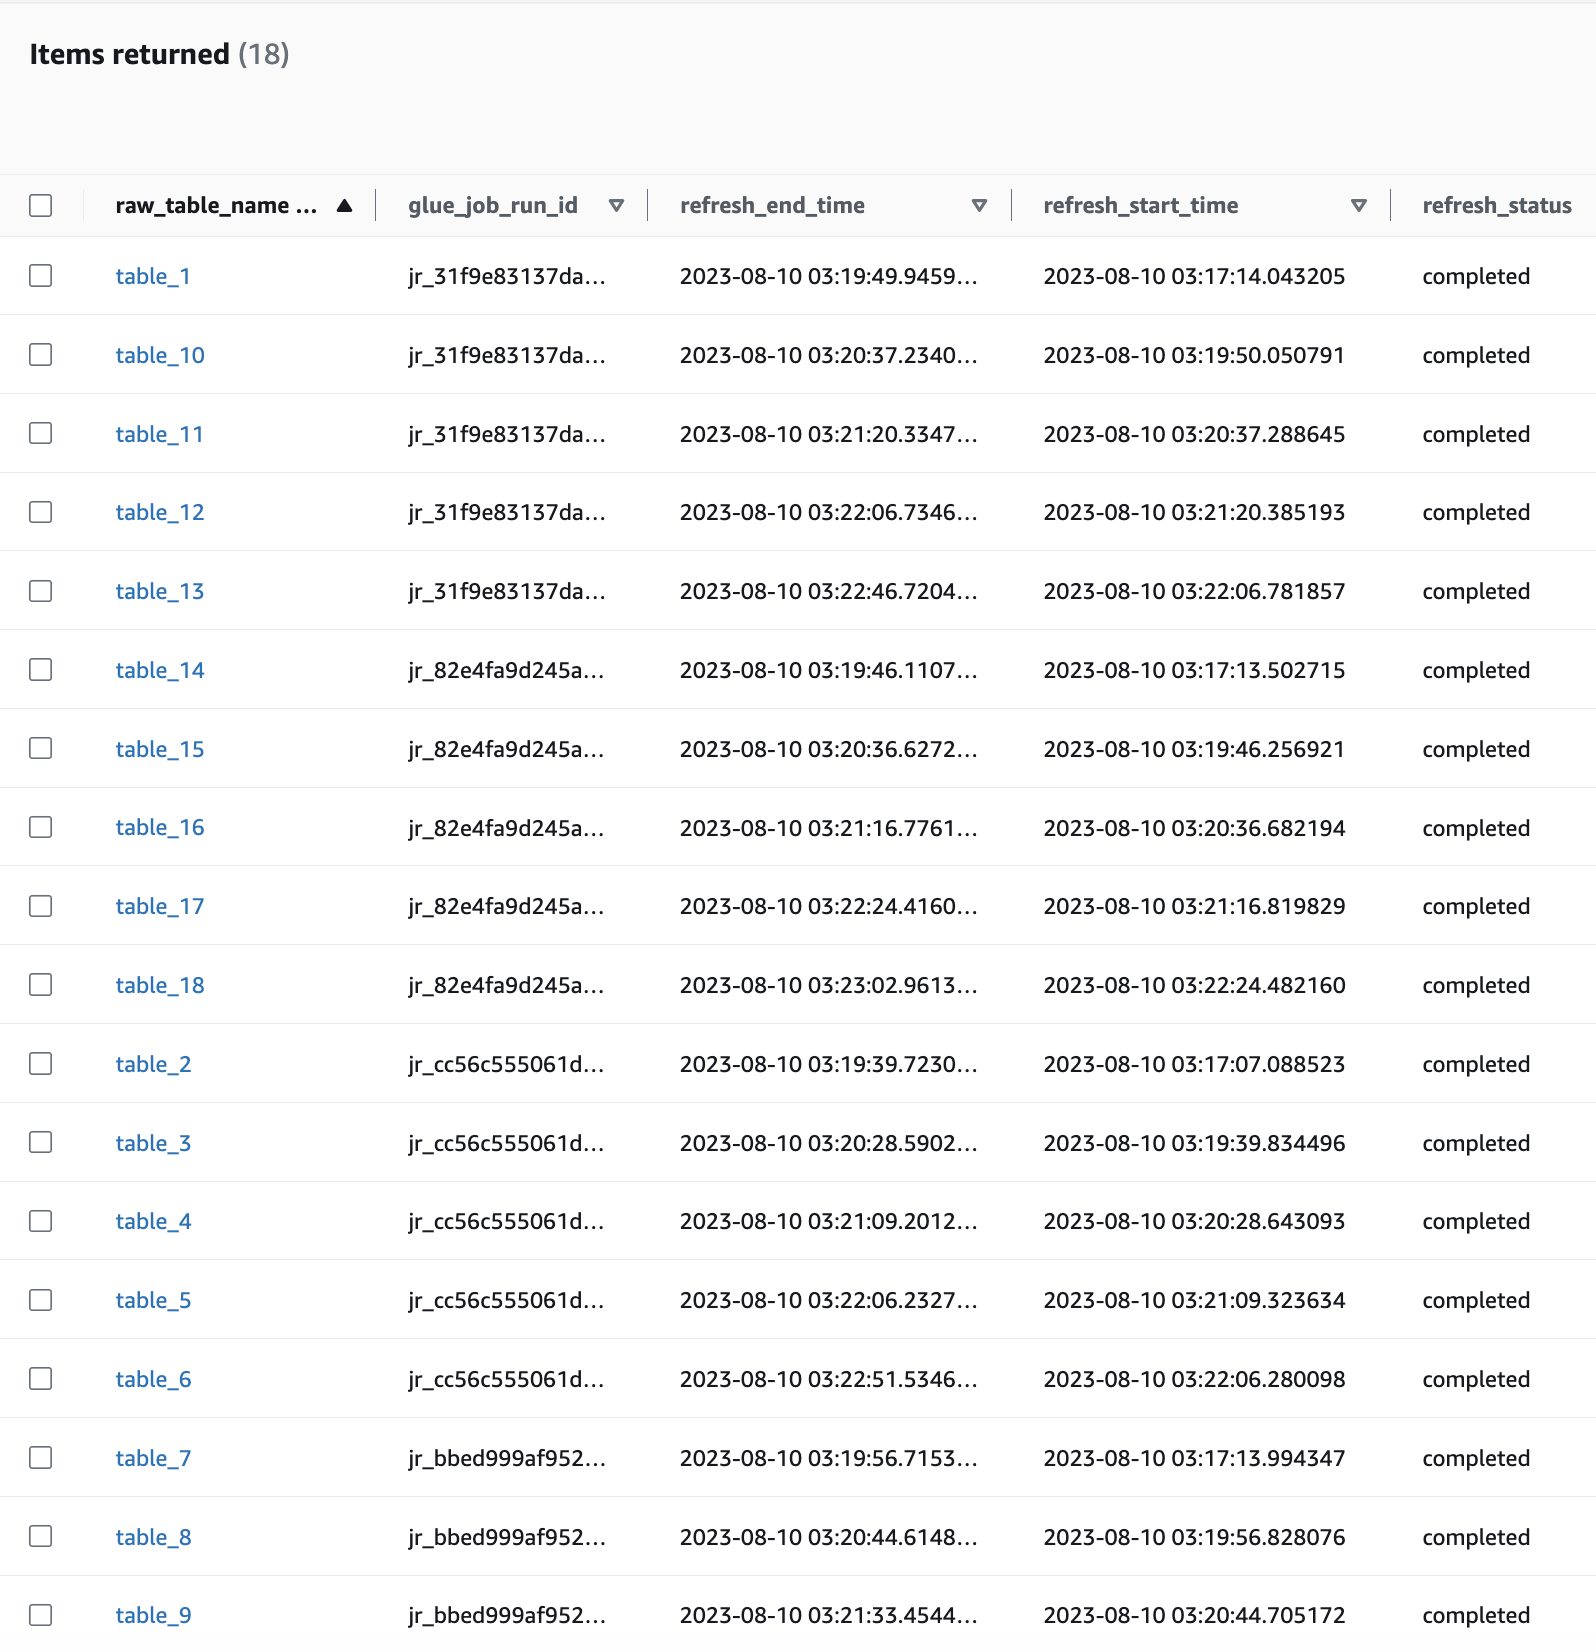 Items returned (18)
raw_table_name ... glue_job_run_id refresh_end_time refresh_start_time refresh_status
table_1 jr_31f9e83137da... 2023-08-10 03:19:49.9459... 2023-08-10 03:17:14.043205 completed
table_10 jr_31f9e83137da... 2023-08-10 03:20:37.2340... 2023-08-10 03:19:50.050791 completed
table_11 jr_31f9e83137da... 2023-08-10 03:21:20.3347... 2023-08-10 03:20:37.288645 completed
table_12 jr_31f9e83137da... 2023-08-10 03:22:06.7346... 2023-08-10 03:21:20.385193 completed
table_13 jr_31f9e83137da... 2023-08-10 03:22:46.7204... 2023-08-10 03:22:06.781857 completed
table_14 jr_82e4fa9d245a... 2023-08-10 03:19:46.1107... 2023-08-10 03:17:13.502715 completed
table_15 jr_82e4fa9d245a... 2023-08-10 03:20:36.6272... 2023-08-10 03:19:46.256921 completed
table_16 jr_82e4fa9d245a... 2023-08-10 03:21:16.7761... 2023-08-10 03:20:36.682194 completed
table_17 jr_82e4fa9d245a... 2023-08-10 03:22:24.4160... 2023-08-10 03:21:16.819829 completed
table_18 jr_82e4fa9d245a... 2023-08-10 03:23:02.9613... 2023-08-10 03:22:24.482160 completed
table_2 jr_cc56c555061d... 2023-08-10 03:19:39.7230... 2023-08-10 03:17:07.088523 completed
table_3 jr_cc56c555061d... 2023-08-10 03:20:28.5902... 2023-08-10 03:19:39.834496 completed
table_4 jr_cc56c555061d... 2023-08-10 03:21:09.2012... 2023-08-10 03:20:28.643093 completed
table_5 jr_cc56c555061d... 2023-08-10 03:22:06.2327... 2023-08-10 03:21:09.323634 completed
table_6 jr_cc56c555061d... 2023-08-10 03:22:51.5346... 2023-08-10 03:22:06.280098 completed
table_7 jr_bbed999af952... 2023-08-10 03:19:56.7153... 2023-08-10 03:17:13.994347 completed
table_8 jr_bbed999af952... 2023-08-10 03:20:44.6148... 2023-08-10 03:19:56.828076 completed
table_9 jr_bbed999af952... 2023-08-10 03:21:33.4544... 2023-08-10 03:20:44.705172 completed